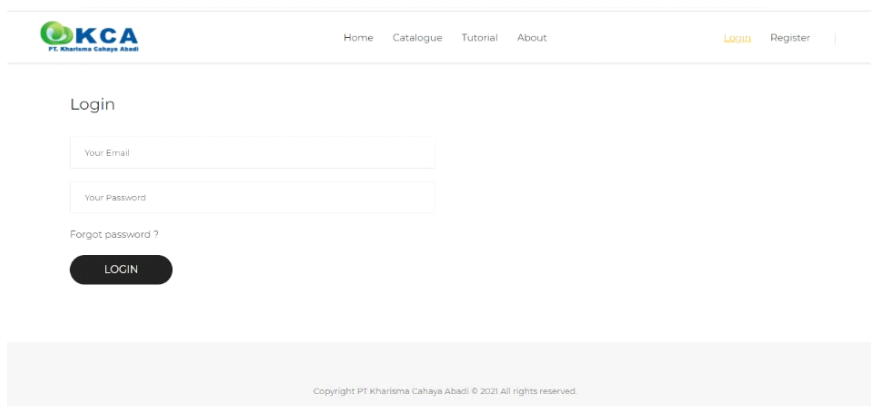 KCA
PT. Kharisma Cahaya Abadi
Home Catalogue Tutorial About
Login Register
Login
Your Email
Your Password
Forgot password ?
LOGIN
Copyright PT Kharisma Cahaya Abadi © 2021 All rights reserved.